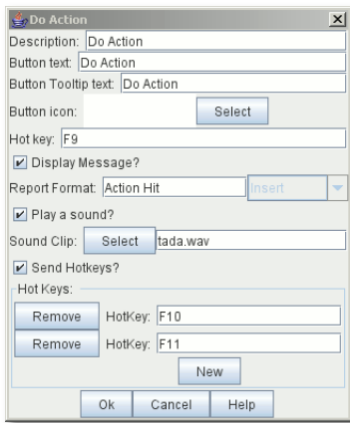 Do Action
Description: Do Action
Button text: Do Action
Button Tooltip text: Do Action
Button icon: Select
Hot key: F9
Display Message?
Report Format: Action Hit Insert
Play a sound?
Sound Clip: Select tada.wav
Send Hotkeys?
Hot Keys:
Remove HotKey: F10
Remove HotKey: F11
New
Ok Cancel Help